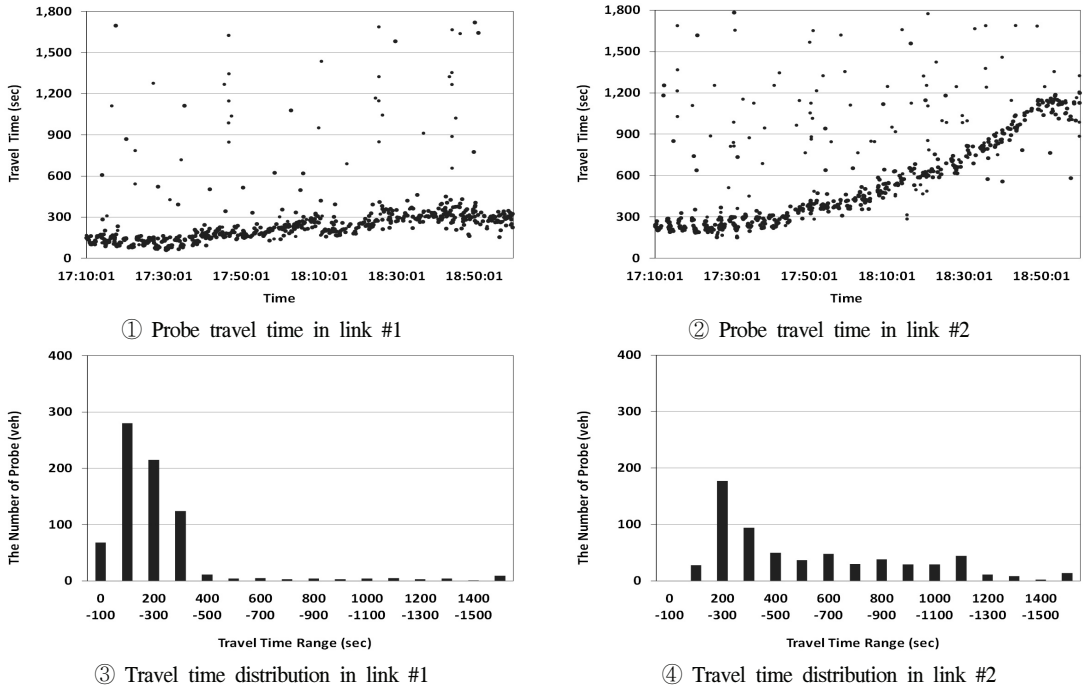 1,800
1,500
1,200
900
600
300
0
Travel Time (sec)
17:10:01 17:30:01 17:50:01 18:10:01 18:30:01 18:50:01
Time
① Probe travel time in link #1
1,800
1,500
1,200
900
600
300
0
Travel Time (sec)
17:10:01 17:30:01 17:50:01 18:10:01 18:30:01 18:50:01
Time
② Probe travel time in link #2
400
300
200
100
0
The Number of Probe (veh)
0 200 400 600 800 1000 1200 1400
-100 -300 -500 -700 -900 -1100 -1300 -1500
Travel Time Range (sec)
③ Travel time distribution in link #1
400
300
200
100
0
The Number of Probe (veh)
0 200 400 600 800 1000 1200 1400
-100 -300 -500 -700 -900 -1100 -1300 -1500
Travel Time Range (sec)
④ Travel time distribution in link #2